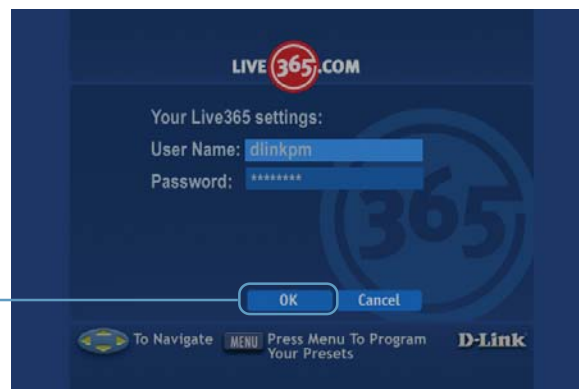 LIVE 365 .COM
Your Live365 settings:
User Name: dlinkpm
Password: ********
365
OK Cancel
To Navigate MENU Press Menu To Program
Your Presets
D-Link